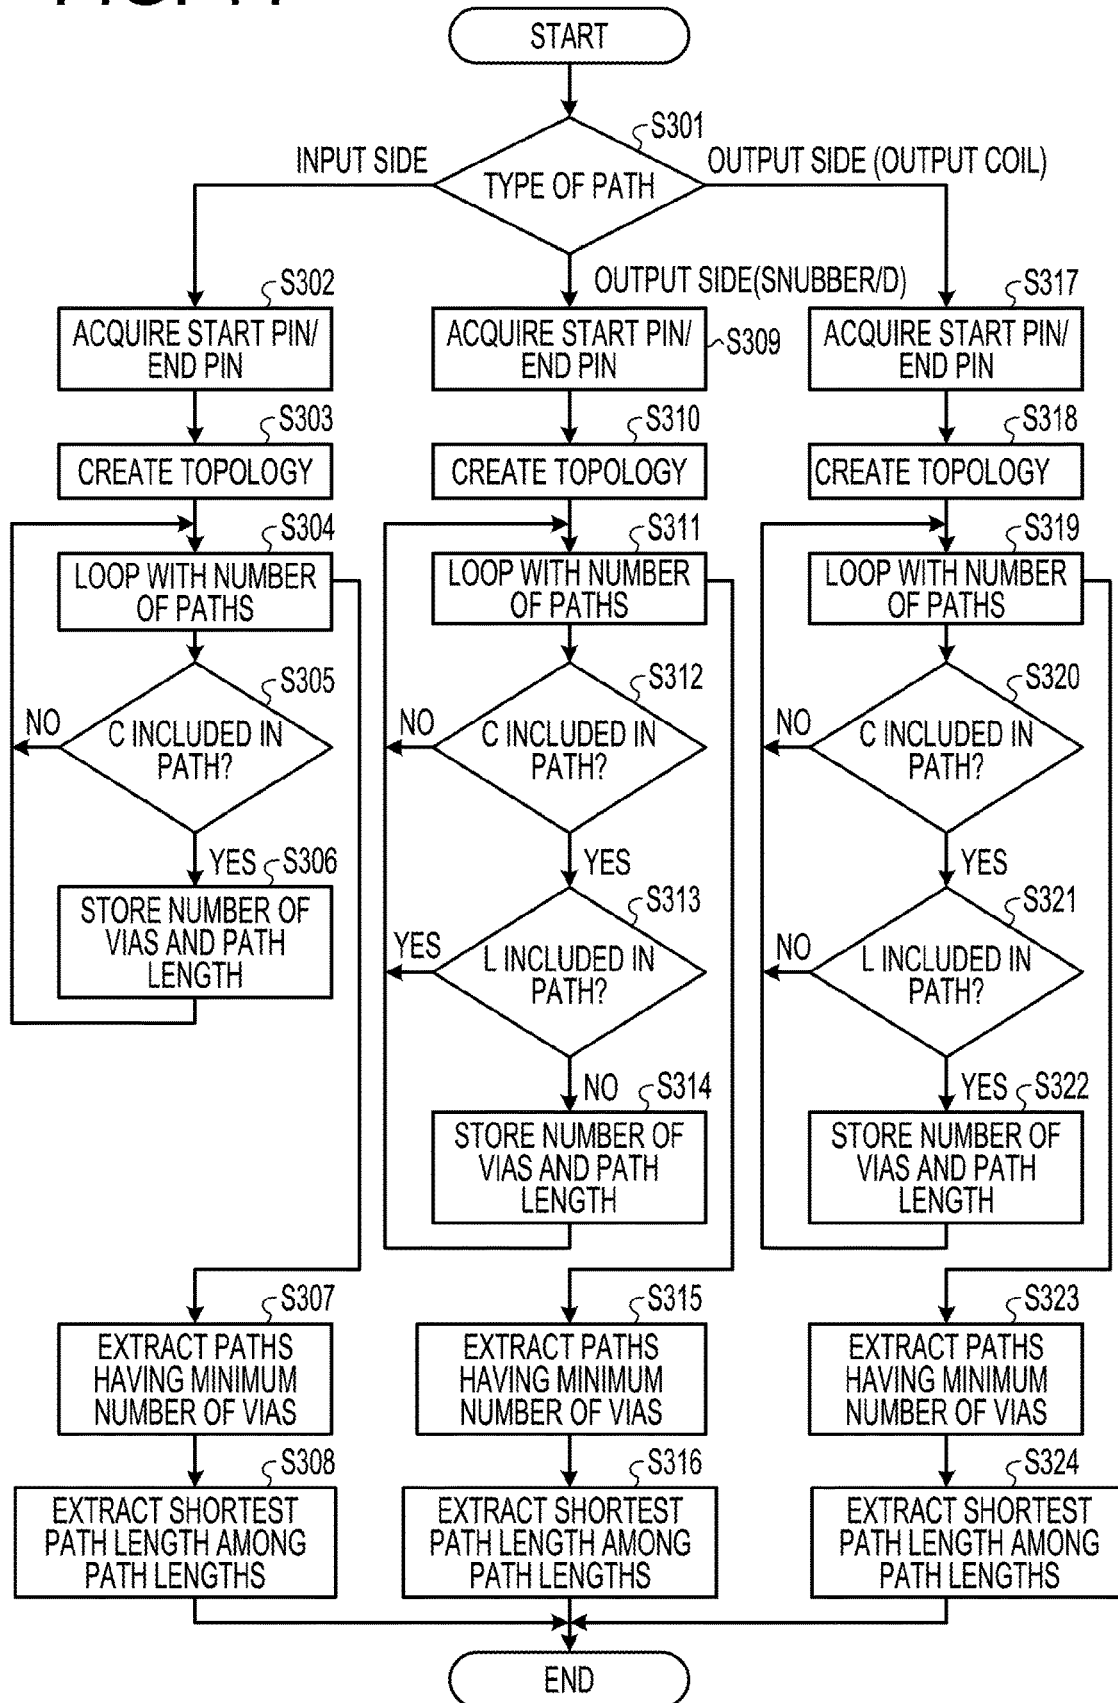 START
S301
INPUT SIDE
TYPE OF PATH
OUTPUT SIDE (OUTPUT COIL)
OUTPUT SIDE(SNUBBER/D)
S302
ACQUIRE START PIN/
END PIN
S303
CREATE TOPOLOGY
S304
LOOP WITH NUMBER
OF PATHS
S305
NO
C INCLUDED IN
PATH?
YES
S306
STORE NUMBER OF
VIAS AND PATH
LENGTH
S307
EXTRACT PATHS
HAVING MINIMUM
NUMBER OF VIAS
S308
EXTRACT SHORTEST
PATH LENGTH AMONG
PATH LENGTHS
ACQUIRE START PIN/
END PIN
S309
S310
CREATE TOPOLOGY
S311
LOOP WITH NUMBER
OF PATHS
S312
NO
C INCLUDED IN
PATH?
YES
S313
YES
L INCLUDED IN
PATH?
NO
S314
STORE NUMBER OF
VIAS AND PATH
LENGTH
S315
EXTRACT PATHS
HAVING MINIMUM
NUMBER OF VIAS
S316
EXTRACT SHORTEST
PATH LENGTH AMONG
PATH LENGTHS
S317
ACQUIRE START PIN/
END PIN
S318
CREATE TOPOLOGY
S319
LOOP WITH NUMBER
OF PATHS
S320
NO
C INCLUDED IN
PATH?
YES
S321
NO
L INCLUDED IN
PATH?
YES
S322
STORE NUMBER OF
VIAS AND PATH
LENGTH
S323
EXTRACT PATHS
HAVING MINIMUM
NUMBER OF VIAS
S324
EXTRACT SHORTEST
PATH LENGTH AMONG
PATH LENGTHS
END